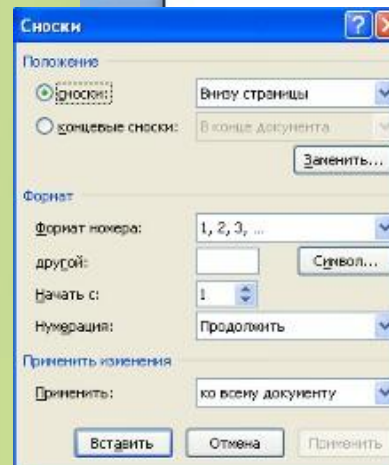 Сноски
Положение
сноски: Внизу страницы
концевые сноски: В конце документа
Заменить...
Формат
Формат номера: 1, 2, 3, ...
другой: Символ...
Начать с: 1
Нумерация: Продолжить
Применить изменения
Применить: ко всему документу
Вставить Отмена Применить